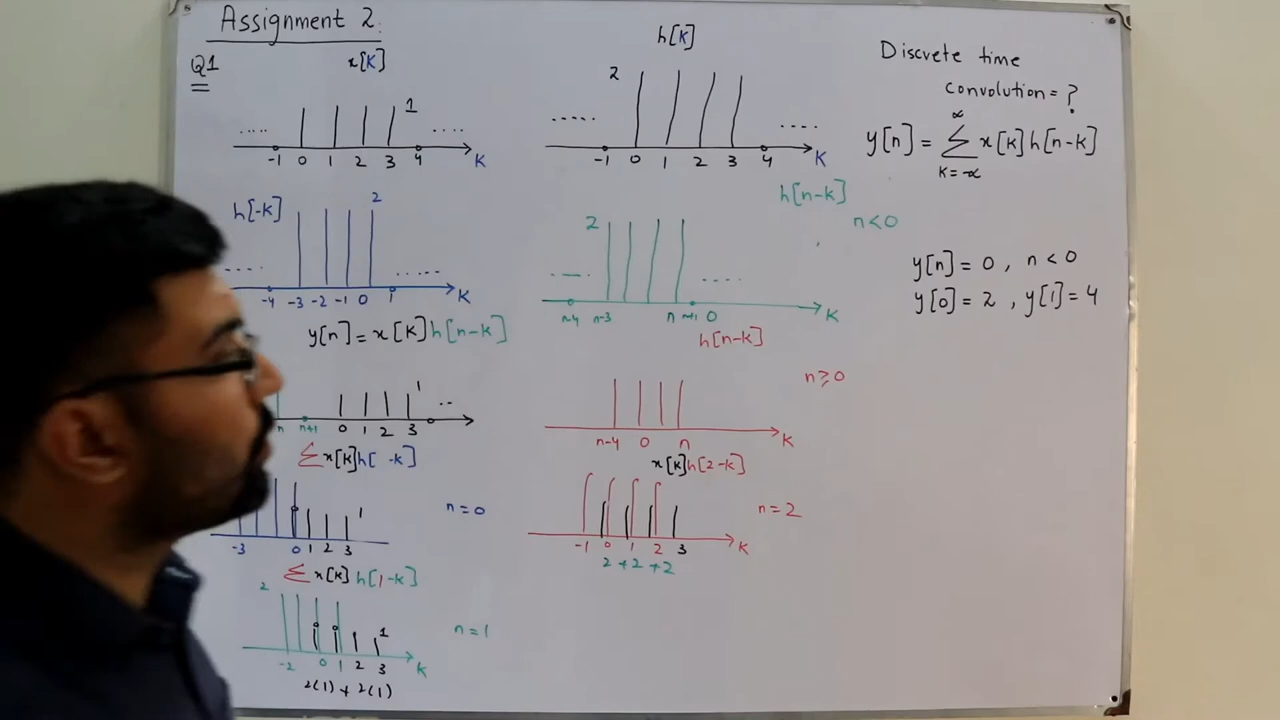 Assignment 2.
Q1
x[K]
1
..... .....
-1 0 1 2 3 4 K
h[K]
2
..... .....
-1 0 1 2 3 4 K
Discrete time
convolution = ?
y[n] = ∞ Σ K=-∞ x[k] h[n-k]
h[-k]
2
..... .....
-4 -3 -2 -1 0 1 K
h[n-k]
n<0
2
n-4 n-3 n n+1 0 K
y[n] = 0 , n < 0
y[0] = 2 , y[1] = 4
y[n] = x[K] h[n-k]
1
n n+1 0 1 2 3
h[n-k]
n≥0
n-4 0 n K
Σx[k]h[ -k]
1
n=0
-3 0 1 2 3
x[k]h[2-k]
n=2
-1 0 1 2 3 K
2 +2 +2
Σ x[k] h[1-k]
2
1
n=1
-2 0 1 2 3 K
2(1) + 2(1)